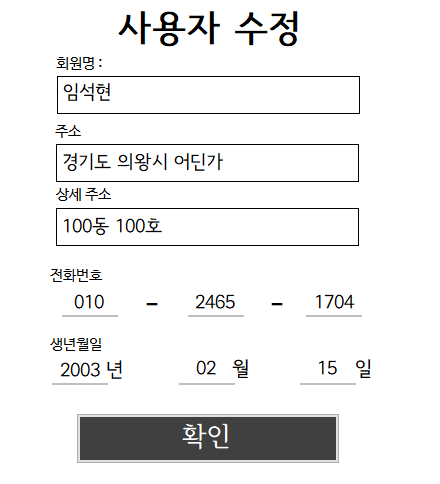 사용자 수정
회원명 :
임석현
주소
경기도 의왕시 어딘가
상세 주소
100동 100호
전화번호
010 - 2465 - 1704
생년월일
2003 년 02 월 15 일
확인